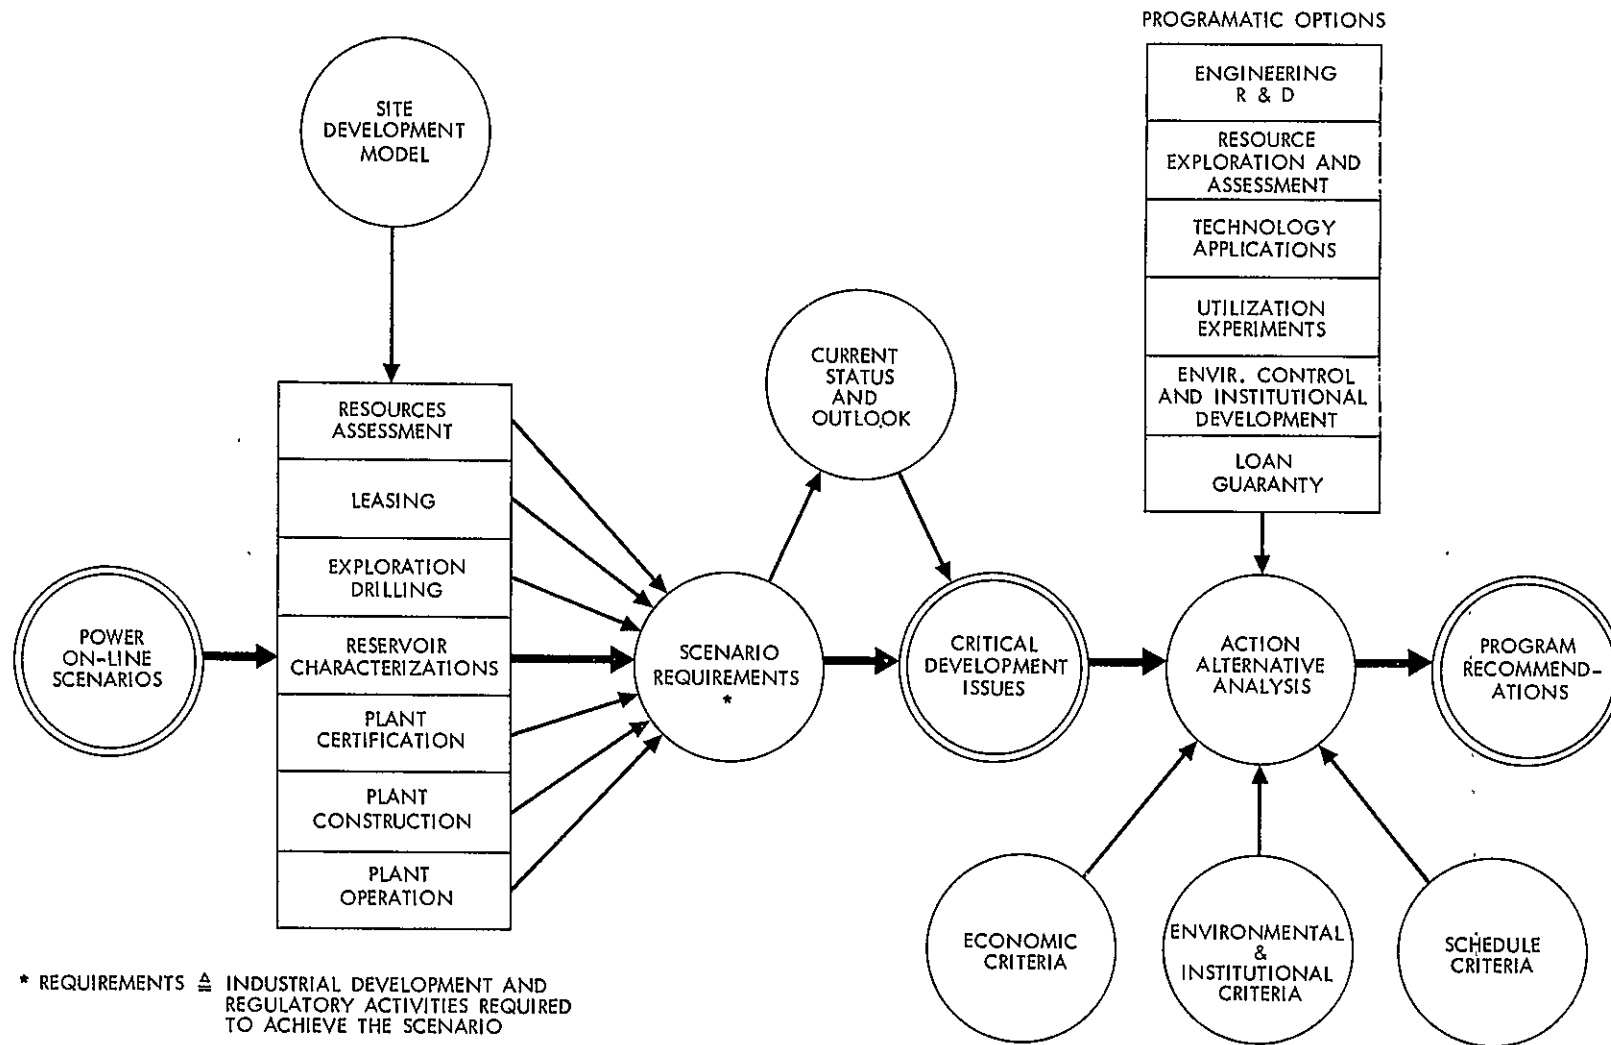 PROGRAMATIC OPTIONS
ENGINEERING
R & D
RESOURCE
EXPLORATION AND
ASSESSMENT
TECHNOLOGY
APPLICATIONS
UTILIZATION
EXPERIMENTS
ENVIR. CONTROL
AND INSTITUTIONAL
DEVELOPMENT
LOAN
GUARANTY
SITE
DEVELOPMENT
MODEL
RESOURCES
ASSESSMENT
LEASING
EXPLORATION
DRILLING
RESERVOIR
CHARACTERIZATIONS
PLANT
CERTIFICATION
PLANT
CONSTRUCTION
PLANT
OPERATION
POWER
ON-LINE
SCENARIOS
SCENARIO
REQUIREMENTS
*
CURRENT
STATUS
AND
OUTLOOK
CRITICAL
DEVELOPMENT
ISSUES
ACTION
ALTERNATIVE
ANALYSIS
PROGRAM
RECOMMEND-
ATIONS
ECONOMIC
CRITERIA
ENVIRONMENTAL
&
INSTITUTIONAL
CRITERIA
SCHEDULE
CRITERIA
* REQUIREMENTS ≙ INDUSTRIAL DEVELOPMENT AND
REGULATORY ACTIVITIES REQUIRED
TO ACHIEVE THE SCENARIO